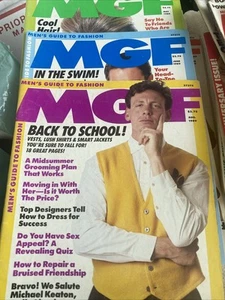 MGF
Cool
Hair!
Say No
To Friends
Who Are
MEN'S GUIDE TO FASHION
MGF
IN THE SWIM!
Your
Head-
MEN'S GUIDE TO FASHION
MGF
BACK TO SCHOOL!
VESTS, LUSH SHIRTS & SMART JACKETS
YOU'RE SURE TO FALL FOR!
18 GREAT PAGES!
A Midsummer
Grooming Plan
That Works
Moving in With
Her—Is it Worth
The Price?
Top Designers Tell
How to Dress for
Success
Do You Have Sex
Appeal? A
Revealing Quiz
How to Repair a
Bruised Friendship
Bravo! We Salute
Michael Keaton,